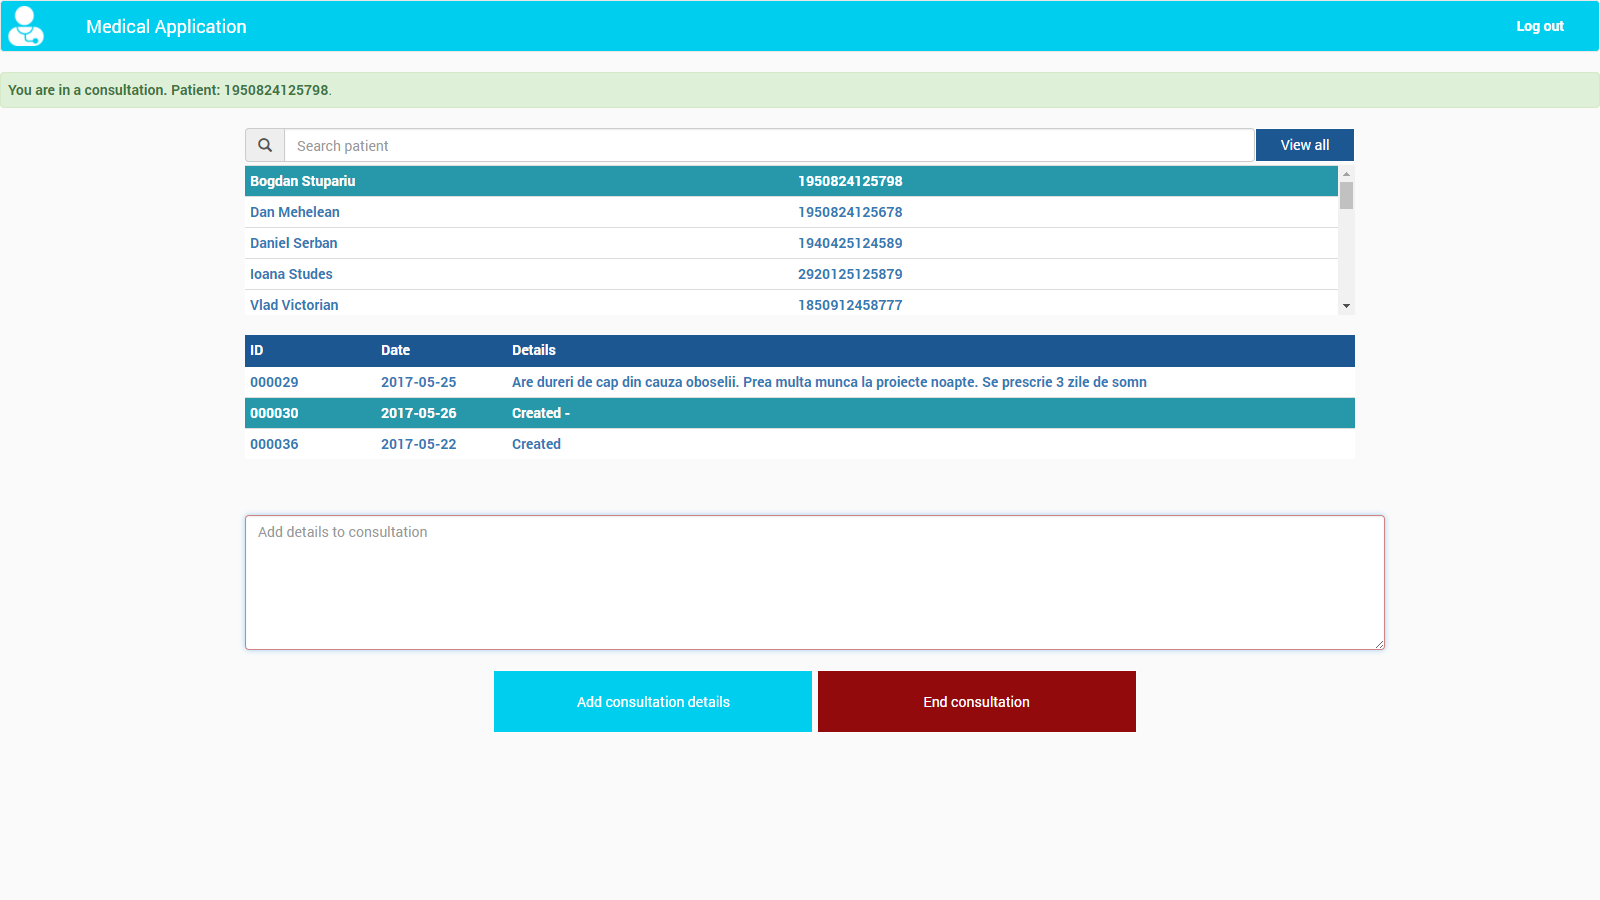 Medical Application Log out
You are in a consultation. Patient: 1950824125798.
Search patient View all
Bogdan Stupariu 1950824125798
Dan Mehelean 1950824125678
Daniel Serban 1940425124589
Ioana Studes 2920125125879
Vlad Victorian 1850912458777
ID Date Details
000029 2017-05-25 Are dureri de cap din cauza oboselii. Prea multa munca la proiecte noapte. Se prescrie 3 zile de somn
000030 2017-05-26 Created -
000036 2017-05-22 Created
Add details to consultation
Add consultation details End consultation